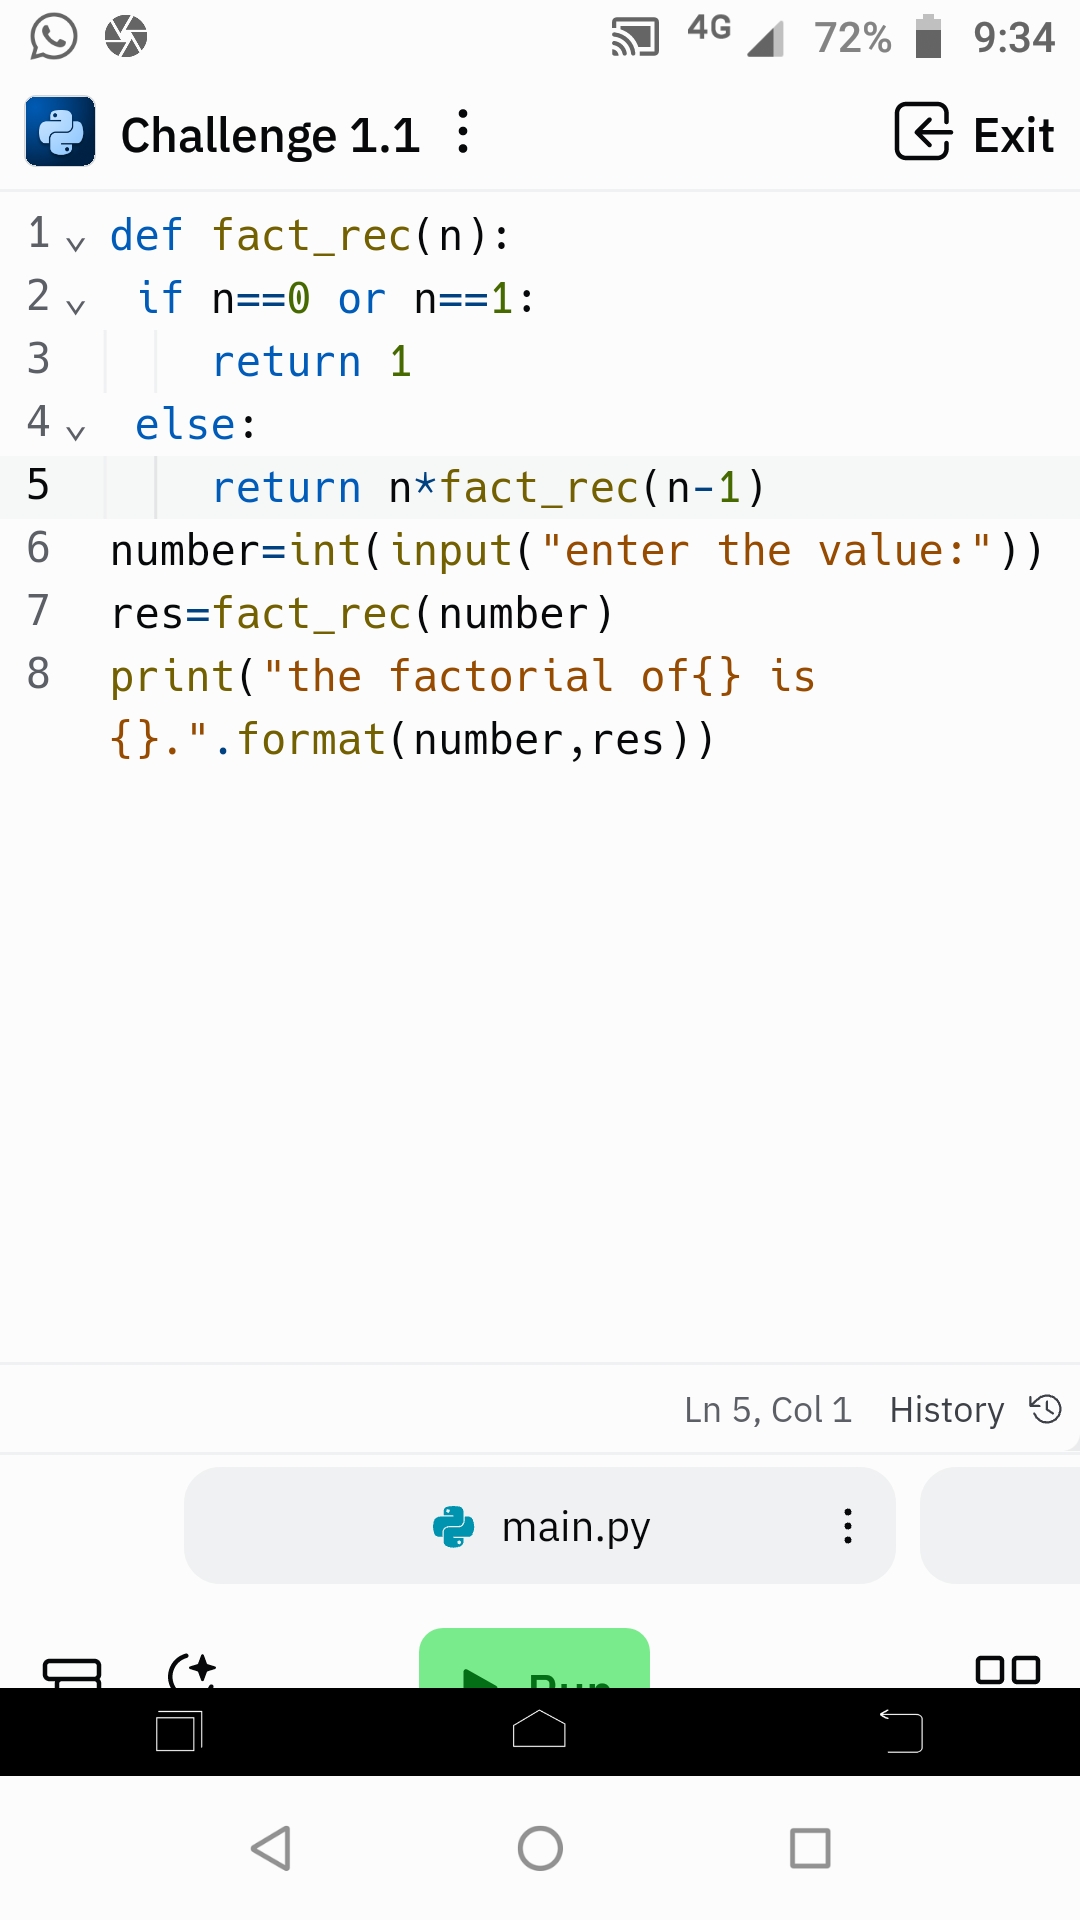 4G 72% 9:34
Challenge 1.1 Exit
1 def fact_rec(n):
2  if n==0 or n==1:
3     return 1
4  else:
5     return n*fact_rec(n-1)
6 number=int(input("enter the value:"))
7 res=fact_rec(number)
8 print("the factorial of{} is
{}.".format(number,res))
Ln 5, Col 1 History
main.py
Run